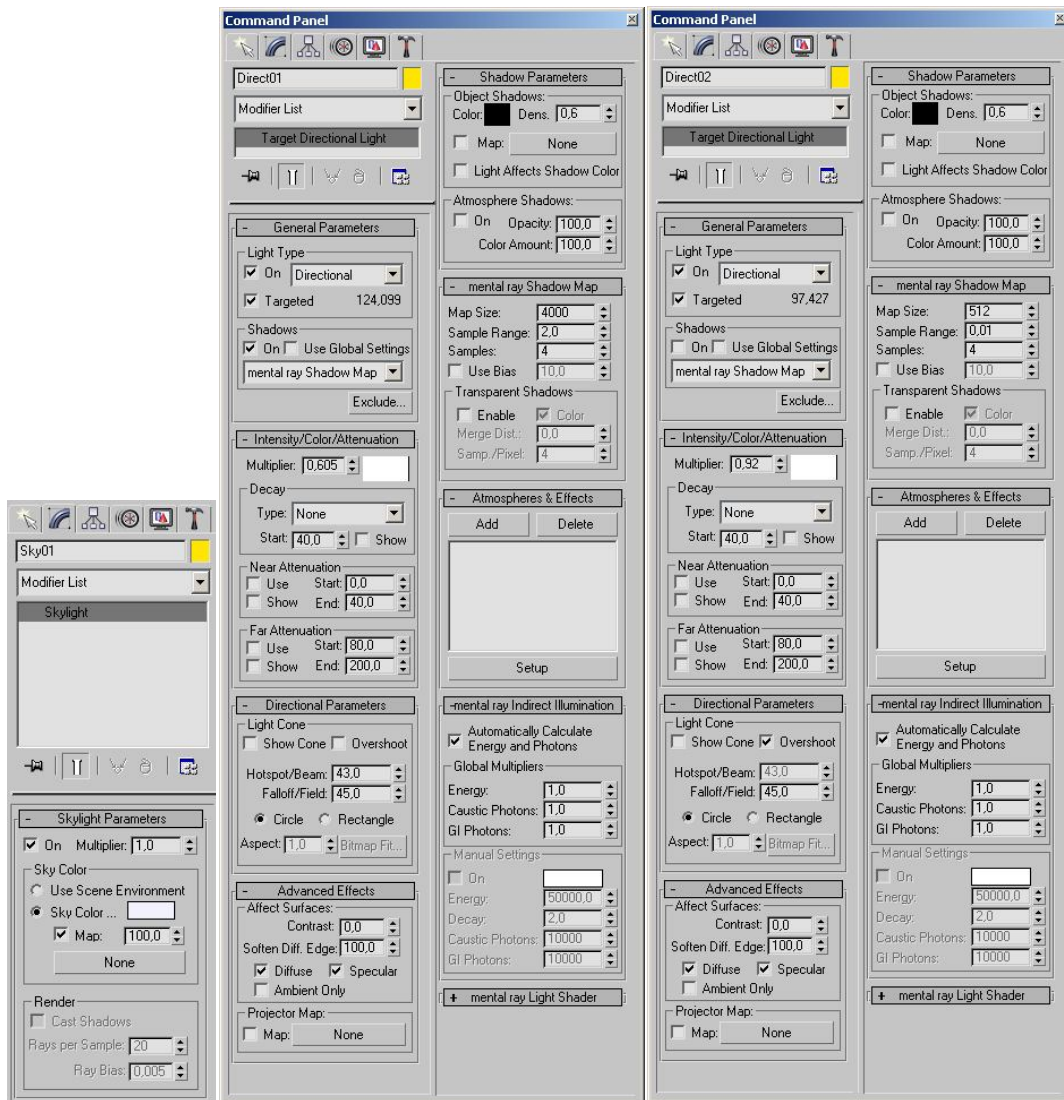 Sky01
Modifier List
Skylight
- Skylight Parameters
On Multiplier: 1,0
Sky Color
Use Scene Environment
Sky Color ...
Map: 100,0
None
Render
Cast Shadows
Rays per Sample: 20
Ray Bias: 0,005
Command Panel
Direct01
Modifier List
Target Directional Light
- General Parameters
Light Type
On Directional
Targeted 124,099
Shadows
On Use Global Settings
mental ray Shadow Map
Exclude...
- Intensity/Color/Attenuation
Multiplier: 0,605
Decay
Type: None
Start: 40,0 Show
Near Attenuation
Use Start: 0,0
Show End: 40,0
Far Attenuation
Use Start: 80,0
Show End: 200,0
- Directional Parameters
Light Cone
Show Cone Overshoot
Hotspot/Beam: 43,0
Falloff/Field: 45,0
Circle Rectangle
Aspect: 1,0 Bitmap Fit...
- Advanced Effects
Affect Surfaces:
Contrast: 0,0
Soften Diff. Edge: 100,0
Diffuse Specular
Ambient Only
Projector Map:
Map: None
- Shadow Parameters
Object Shadows:
Color: Dens. 0,6
Map: None
Light Affects Shadow Color
Atmosphere Shadows:
On Opacity: 100,0
Color Amount: 100,0
- mental ray Shadow Map
Map Size: 4000
Sample Range: 2,0
Samples: 4
Use Bias 10,0
Transparent Shadows
Enable Color
Merge Dist.: 0,0
Samp./Pixel: 4
- Atmospheres & Effects
Add Delete
Setup
-mental ray Indirect Illumination
Automatically Calculate
Energy and Photons
Global Multipliers
Energy: 1,0
Caustic Photons: 1,0
GI Photons: 1,0
Manual Settings
On
Energy: 50000,0
Decay: 2,0
Caustic Photons: 10000
GI Photons: 10000
+ mental ray Light Shader
Command Panel
Direct02
Modifier List
Target Directional Light
- General Parameters
Light Type
On Directional
Targeted 97,427
Shadows
On Use Global Settings
mental ray Shadow Map
Exclude...
- Intensity/Color/Attenuation
Multiplier: 0,92
Decay
Type: None
Start: 40,0 Show
Near Attenuation
Use Start: 0,0
Show End: 40,0
Far Attenuation
Use Start: 80,0
Show End: 200,0
- Directional Parameters
Light Cone
Show Cone Overshoot
Hotspot/Beam: 43,0
Falloff/Field: 45,0
Circle Rectangle
Aspect: 1,0 Bitmap Fit...
- Advanced Effects
Affect Surfaces:
Contrast: 0,0
Soften Diff. Edge: 100,0
Diffuse Specular
Ambient Only
Projector Map:
Map: None
- Shadow Parameters
Object Shadows:
Color: Dens. 0,6
Map: None
Light Affects Shadow Color
Atmosphere Shadows:
On Opacity: 100,0
Color Amount: 100,0
- mental ray Shadow Map
Map Size: 512
Sample Range: 0,01
Samples: 4
Use Bias 10,0
Transparent Shadows
Enable Color
Merge Dist.: 0,0
Samp./Pixel: 4
- Atmospheres & Effects
Add Delete
Setup
-mental ray Indirect Illumination
Automatically Calculate
Energy and Photons
Global Multipliers
Energy: 1,0
Caustic Photons: 1,0
GI Photons: 1,0
Manual Settings
On
Energy: 50000,0
Decay: 2,0
Caustic Photons: 10000
GI Photons: 10000
+ mental ray Light Shader